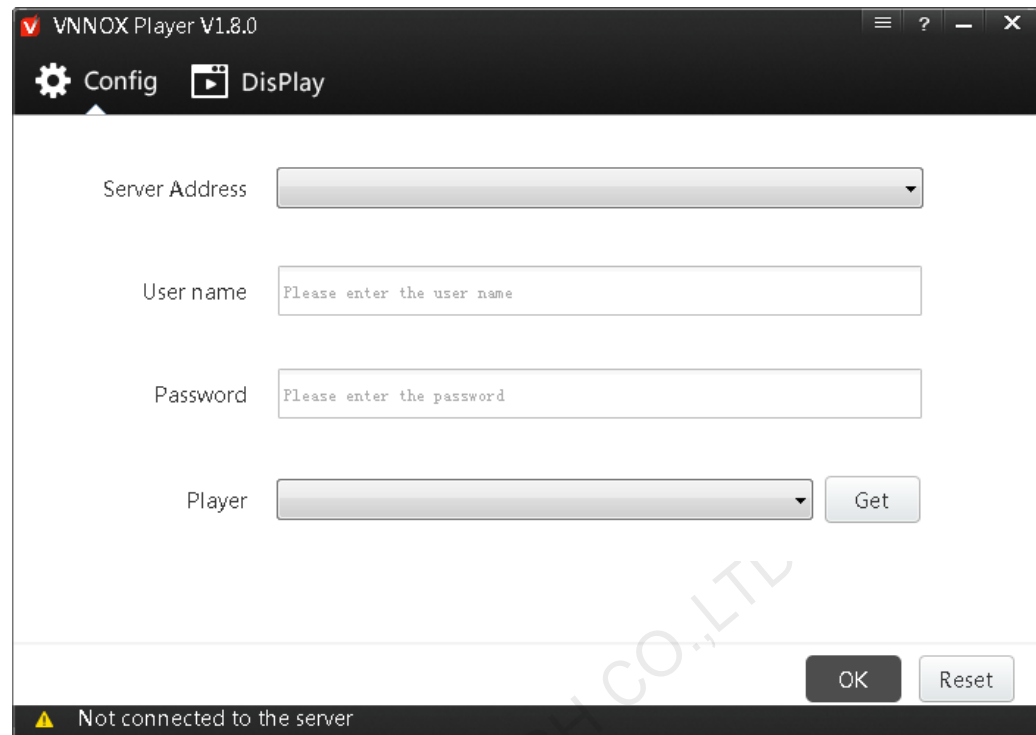 VNNOX Player V1.8.0
?
Config DisPlay
Server Address
User name Please enter the user name
Password Please enter the password
Player Get
CO.,LTD
OK Reset
Not connected to the server